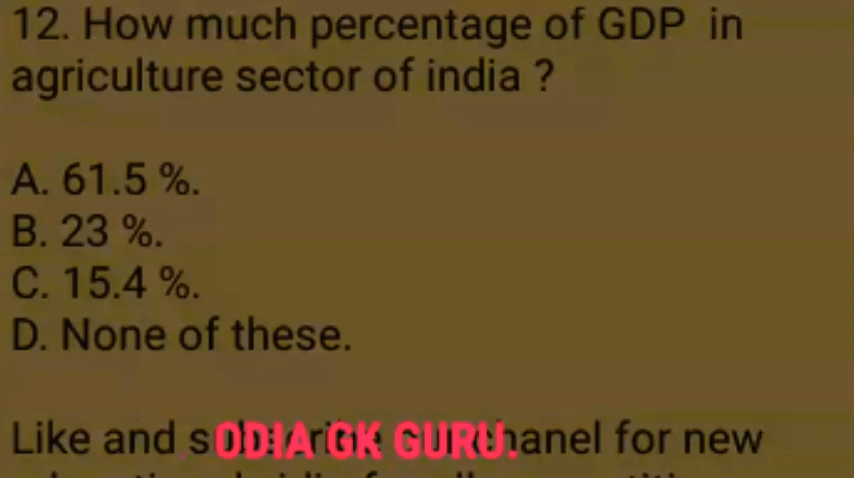 12. How much percentage of GDP in
agriculture sector of india ?
A. 61.5 %.
B. 23 %.
C. 15.4 %.
D. None of these.
Like and for new
ODIA GK GURU.